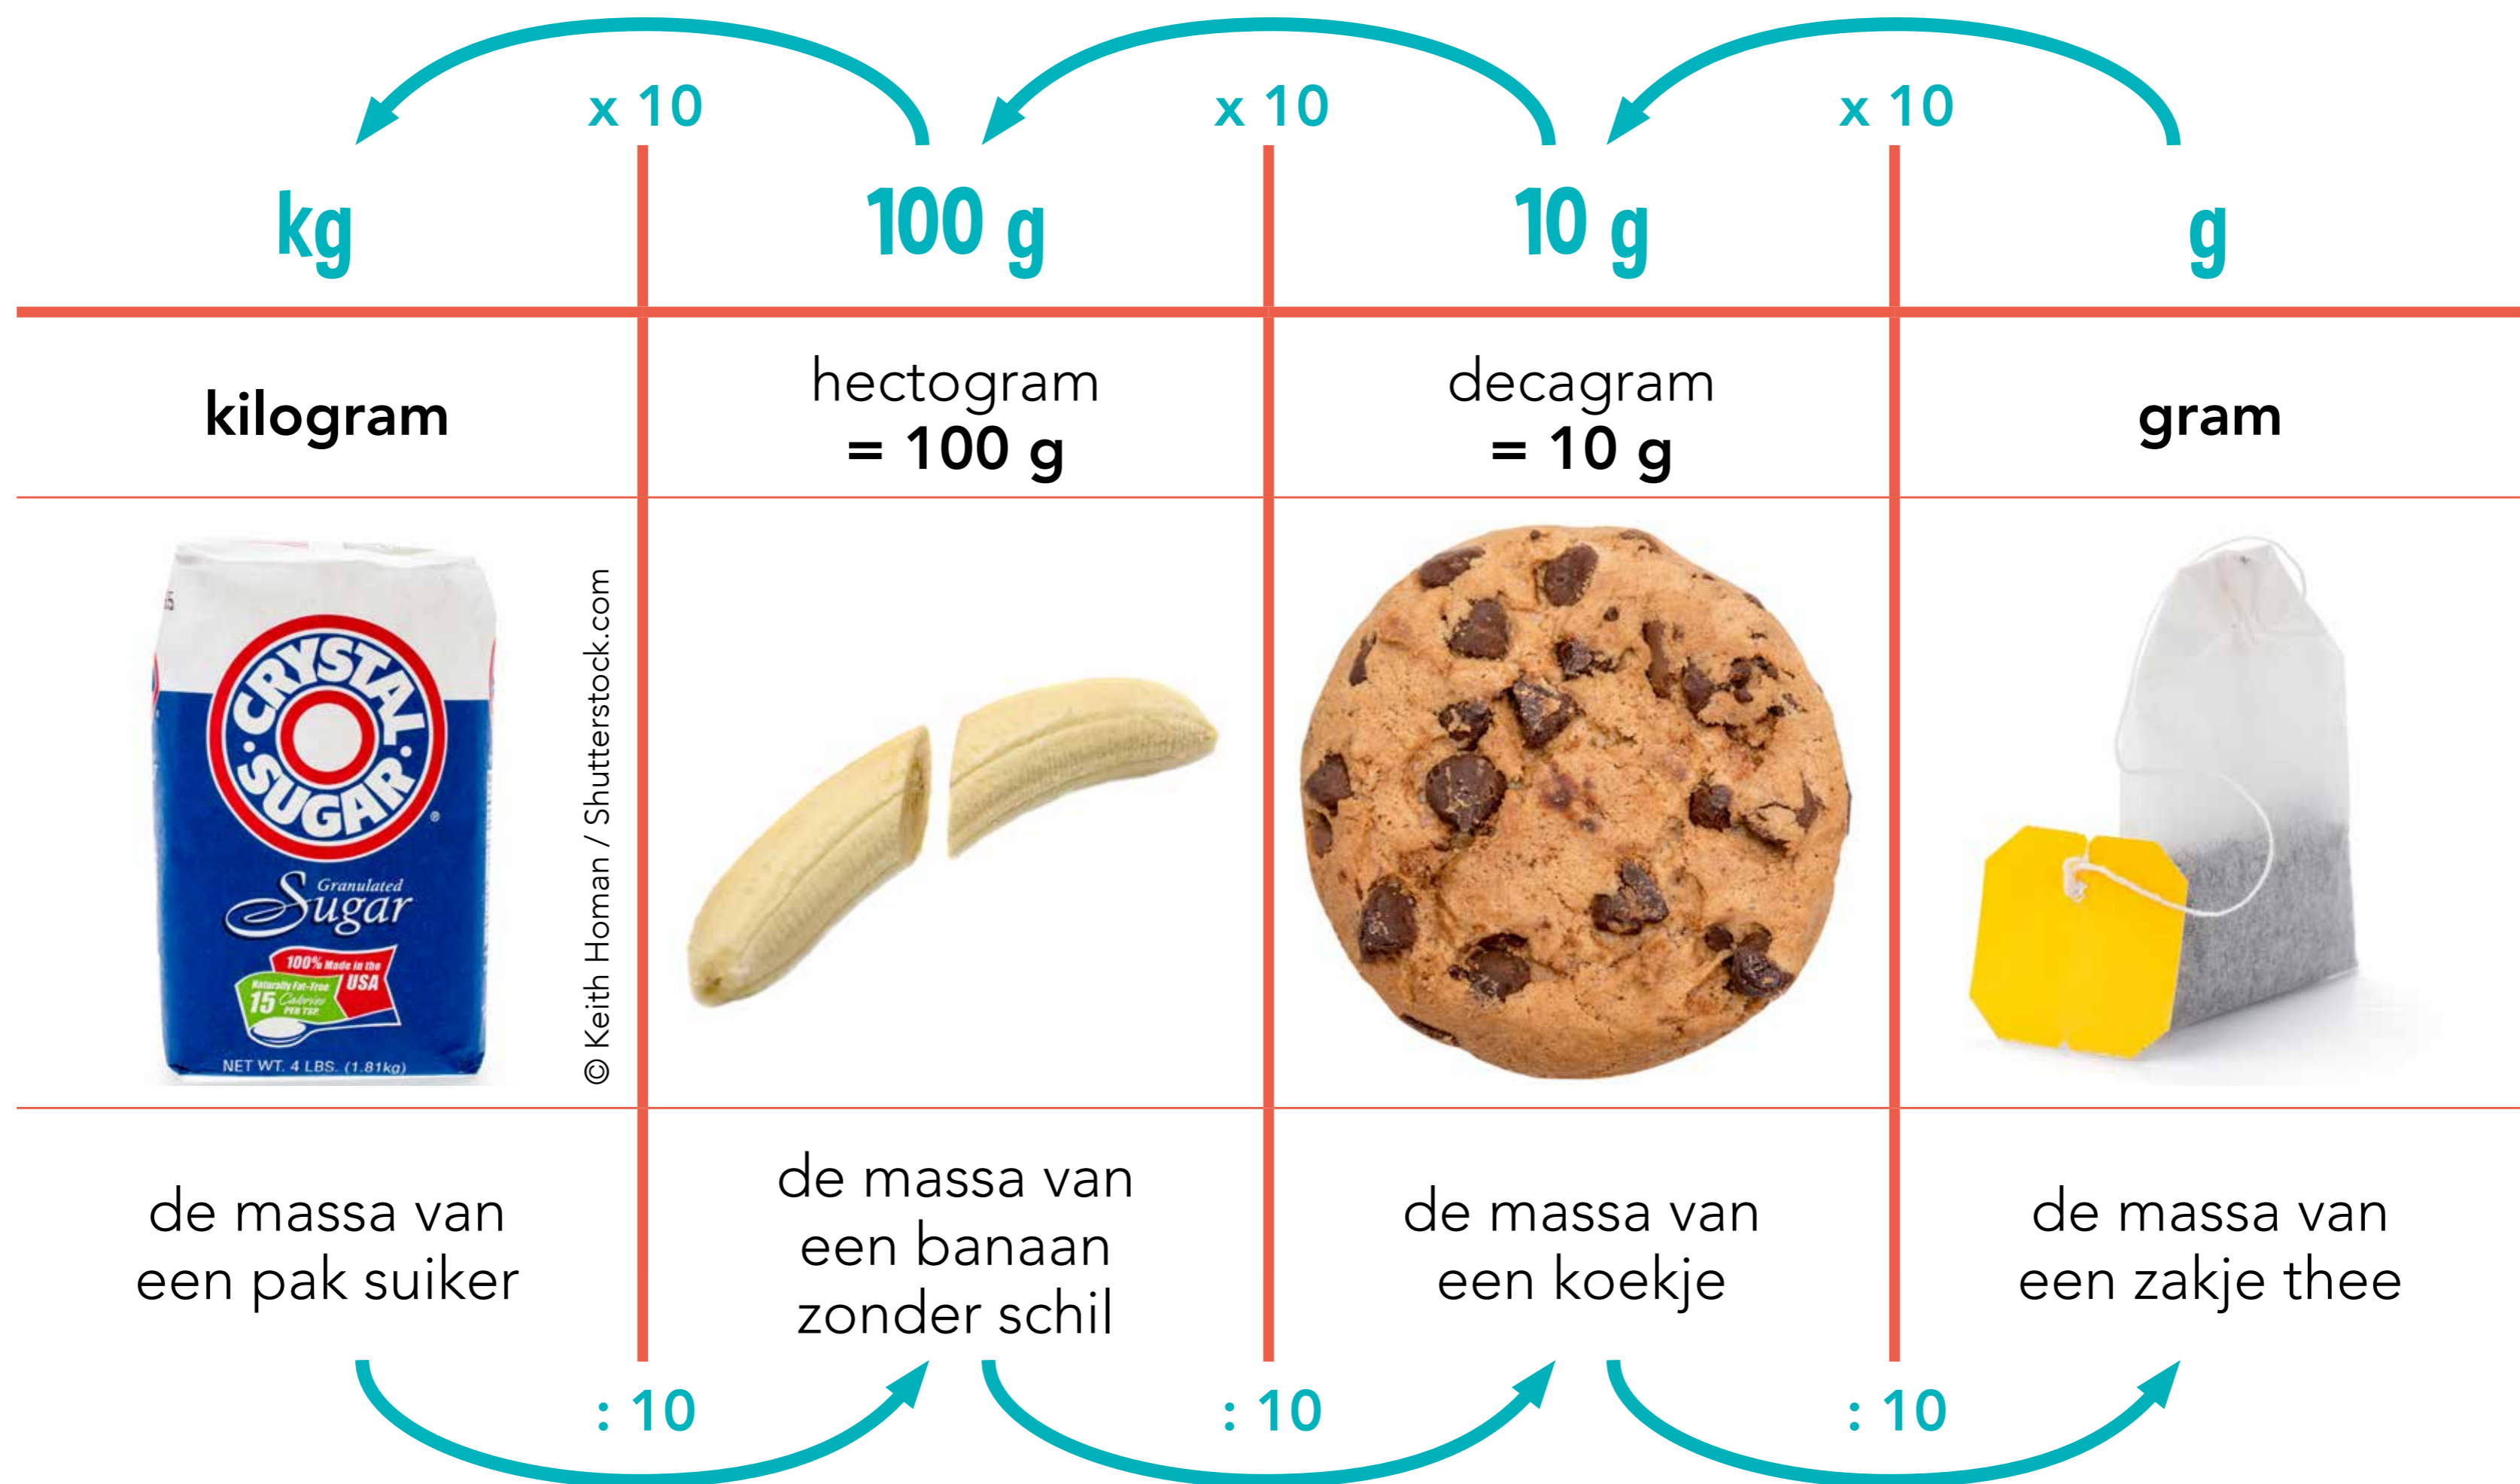 x 10
x 10
x 10
kg
100 g
10 g
g
kilogram
hectogram
= 100 g
decagram
= 10 g
gram
CRYSTAL
SUGAR
®
Granulated
Sugar
100% Made in the
USA
Naturally Fat-Free
15 Calories
PER TSP.
NET WT. 4 LBS. (1.81kg)
© Keith Homan / Shutterstock.com
de massa van
een pak suiker
de massa van
een banaan
zonder schil
de massa van
een koekje
de massa van
een zakje thee
: 10
: 10
: 10